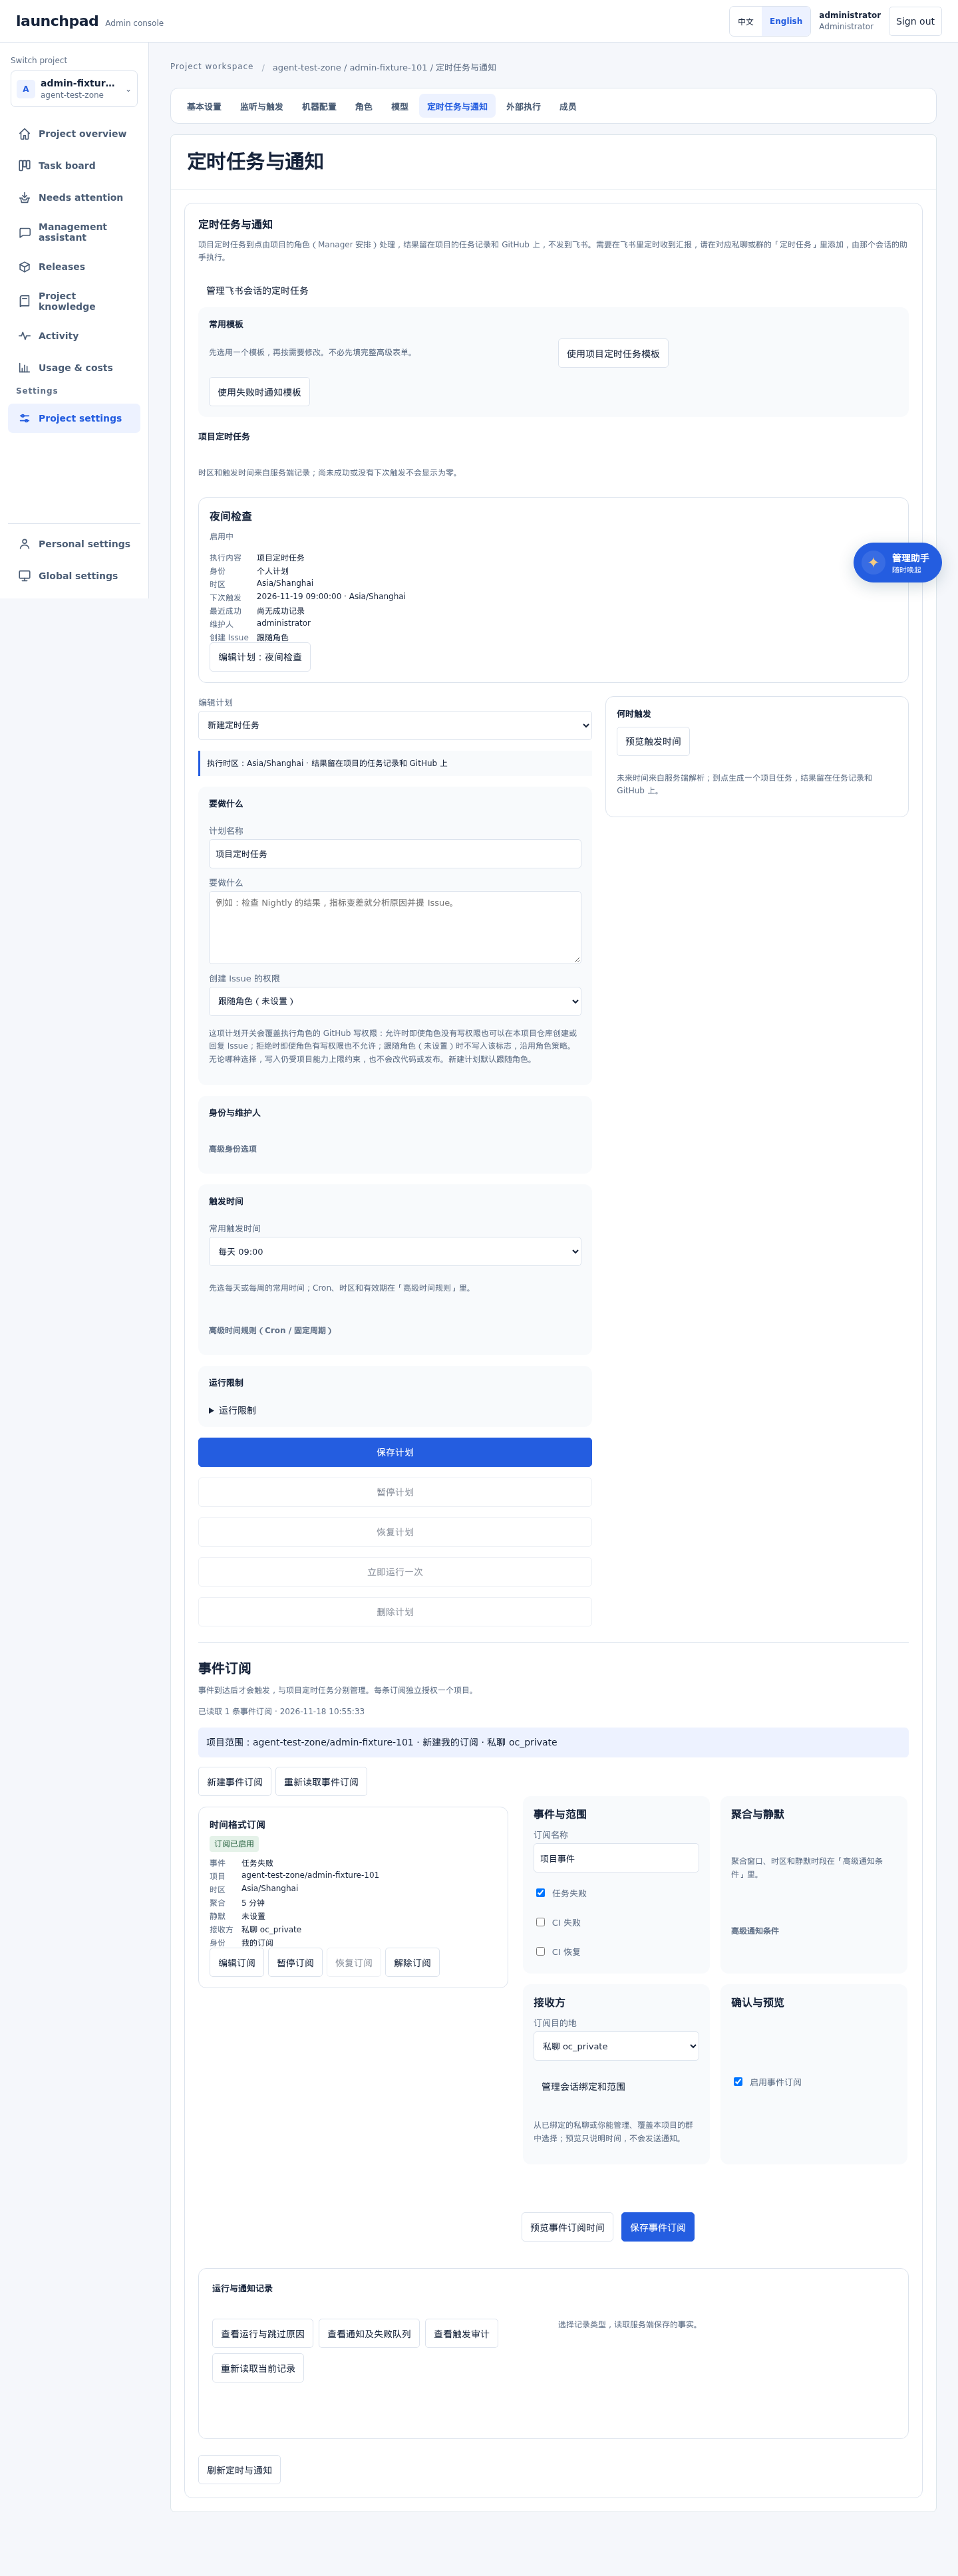 launchpad Admin console
中文 English administrator Administrator Sign out
Switch project
A admin-fixtur... agent-test-zone
Project overview
Task board
Needs attention
Management assistant
Releases
Project knowledge
Activity
Usage & costs
Settings
Project settings
Personal settings
Global settings
Project workspace / agent-test-zone / admin-fixture-101 / 定时任务与通知
基本设置 监听与触发 机器配置 角色 模型 定时任务与通知 外部执行 成员
定时任务与通知
定时任务与通知
项目定时任务到点由项目的角色（Manager 安排）处理，结果留在项目的任务记录和 GitHub 上，不发到飞书。需要在飞书里定时收到汇报，请在对应私聊或群的「定时任务」里添加，由那个会话的助
手执行。
管理飞书会话的定时任务
常用模板
先选用一个模板，再按需要修改。不必先填完整高级表单。
使用项目定时任务模板
使用失败时通知模板
项目定时任务
时区和触发时间来自服务端记录；尚未成功或没有下次触发不会显示为零。
夜间检查
启用中
执行内容 项目定时任务
身份 个人计划
时区 Asia/Shanghai
下次触发 2026-11-19 09:00:00 · Asia/Shanghai
最近成功 尚无成功记录
维护人 administrator
创建 Issue 跟随角色
编辑计划：夜间检查
管理助手
随时唤起
编辑计划
新建定时任务
执行时区：Asia/Shanghai · 结果留在项目的任务记录和 GitHub 上
何时触发
预览触发时间
未来时间来自服务端解析；到点生成一个项目任务，结果留在任务记录和
GitHub 上。
要做什么
计划名称
项目定时任务
要做什么
例如：检查 Nightly 的结果，指标变差就分析原因并提 Issue。
创建 Issue 的权限
跟随角色（未设置）
这项计划开关会覆盖执行角色的 GitHub 写权限：允许时即使角色没有写权限也可以在本项目仓库创建或
回复 Issue；拒绝时即使角色有写权限也不允许；跟随角色（未设置）时不写入该标志，沿用角色策略。
无论哪种选择，写入仍受项目能力上限约束，也不会改代码或发布。新建计划默认跟随角色。
身份与维护人
高级身份选项
触发时间
常用触发时间
每天 09:00
先选每天或每周的常用时间；Cron、时区和有效期在「高级时间规则」里。
高级时间规则（Cron / 固定周期）
运行限制
运行限制
保存计划
暂停计划
恢复计划
立即运行一次
删除计划
事件订阅
事件到达后才会触发，与项目定时任务分别管理。每条订阅独立授权一个项目。
已读取 1 条事件订阅 · 2026-11-18 10:55:33
项目范围：agent-test-zone/admin-fixture-101 · 新建我的订阅 · 私聊 oc_private
新建事件订阅 重新读取事件订阅
时间格式订阅
订阅已启用
事件 任务失败
项目 agent-test-zone/admin-fixture-101
时区 Asia/Shanghai
聚合 5 分钟
静默 未设置
接收方 私聊 oc_private
身份 我的订阅
编辑订阅 暂停订阅 恢复订阅 解除订阅
事件与范围
订阅名称
项目事件
任务失败
CI 失败
CI 恢复
聚合与静默
聚合窗口、时区和静默时段在「高级通知条
件」里。
高级通知条件
接收方
订阅目的地
私聊 oc_private
管理会话绑定和范围
从已绑定的私聊或你能管理、覆盖本项目的群
中选择；预览只说明时间，不会发送通知。
确认与预览
启用事件订阅
预览事件订阅时间 保存事件订阅
运行与通知记录
查看运行与跳过原因 查看通知及失败队列 查看触发审计
重新读取当前记录
选择记录类型，读取服务端保存的事实。
刷新定时与通知